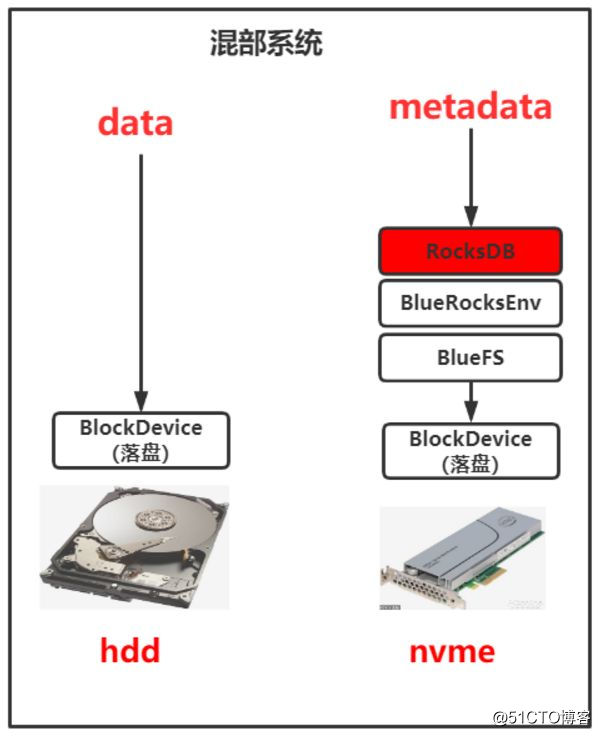 混部系统
data
metadata
RocksDB
BlueRocksEnv
BlueFS
BlockDevice
(落盘)
BlockDevice
(落盘)
hdd
nvme
@51CTO博客